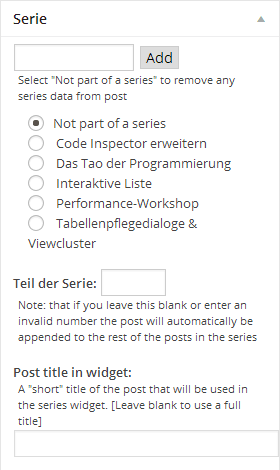 Serie
Add
Select "Not part of a series" to remove any
series data from post
Not part of a series
Code Inspector erweitern
Das Tao der Programmierung
Interaktive Liste
Performance-Workshop
Tabellenpflegedialoge &
Viewcluster
Teil der Serie:
Note: that if you leave this blank or enter an
invalid number the post will automatically be
appended to the rest of the posts in the series
Post title in widget:
A "short" title of the post that will be used in
the series widget. [Leave blank to use a full
title]